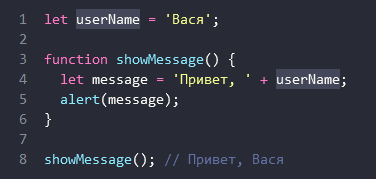 1 let userName = 'Вася';
2
3 function showMessage() {
4   let message = 'Привет, ' + userName;
5   alert(message);
6 }
7
8 showMessage(); // Привет, Вася